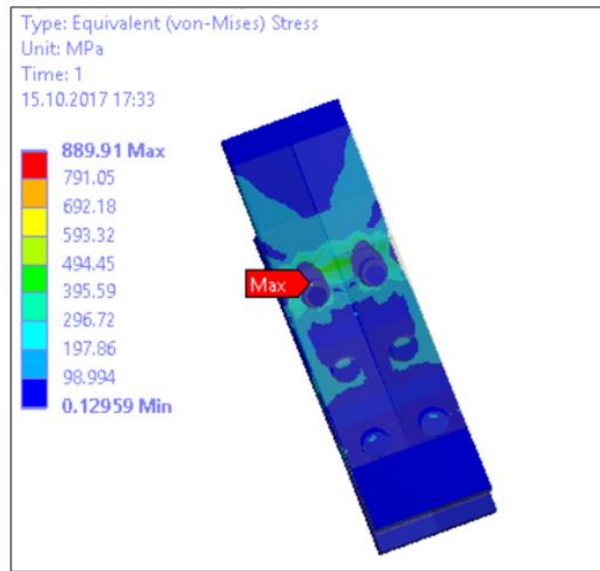 Type: Equivalent (von-Mises) Stress
Unit: MPa
Time: 1
15.10.2017 17:33
889.91 Max
791.05
692.18
593.32
494.45
395.59
296.72
197.86
98.994
0.12959 Min
Max